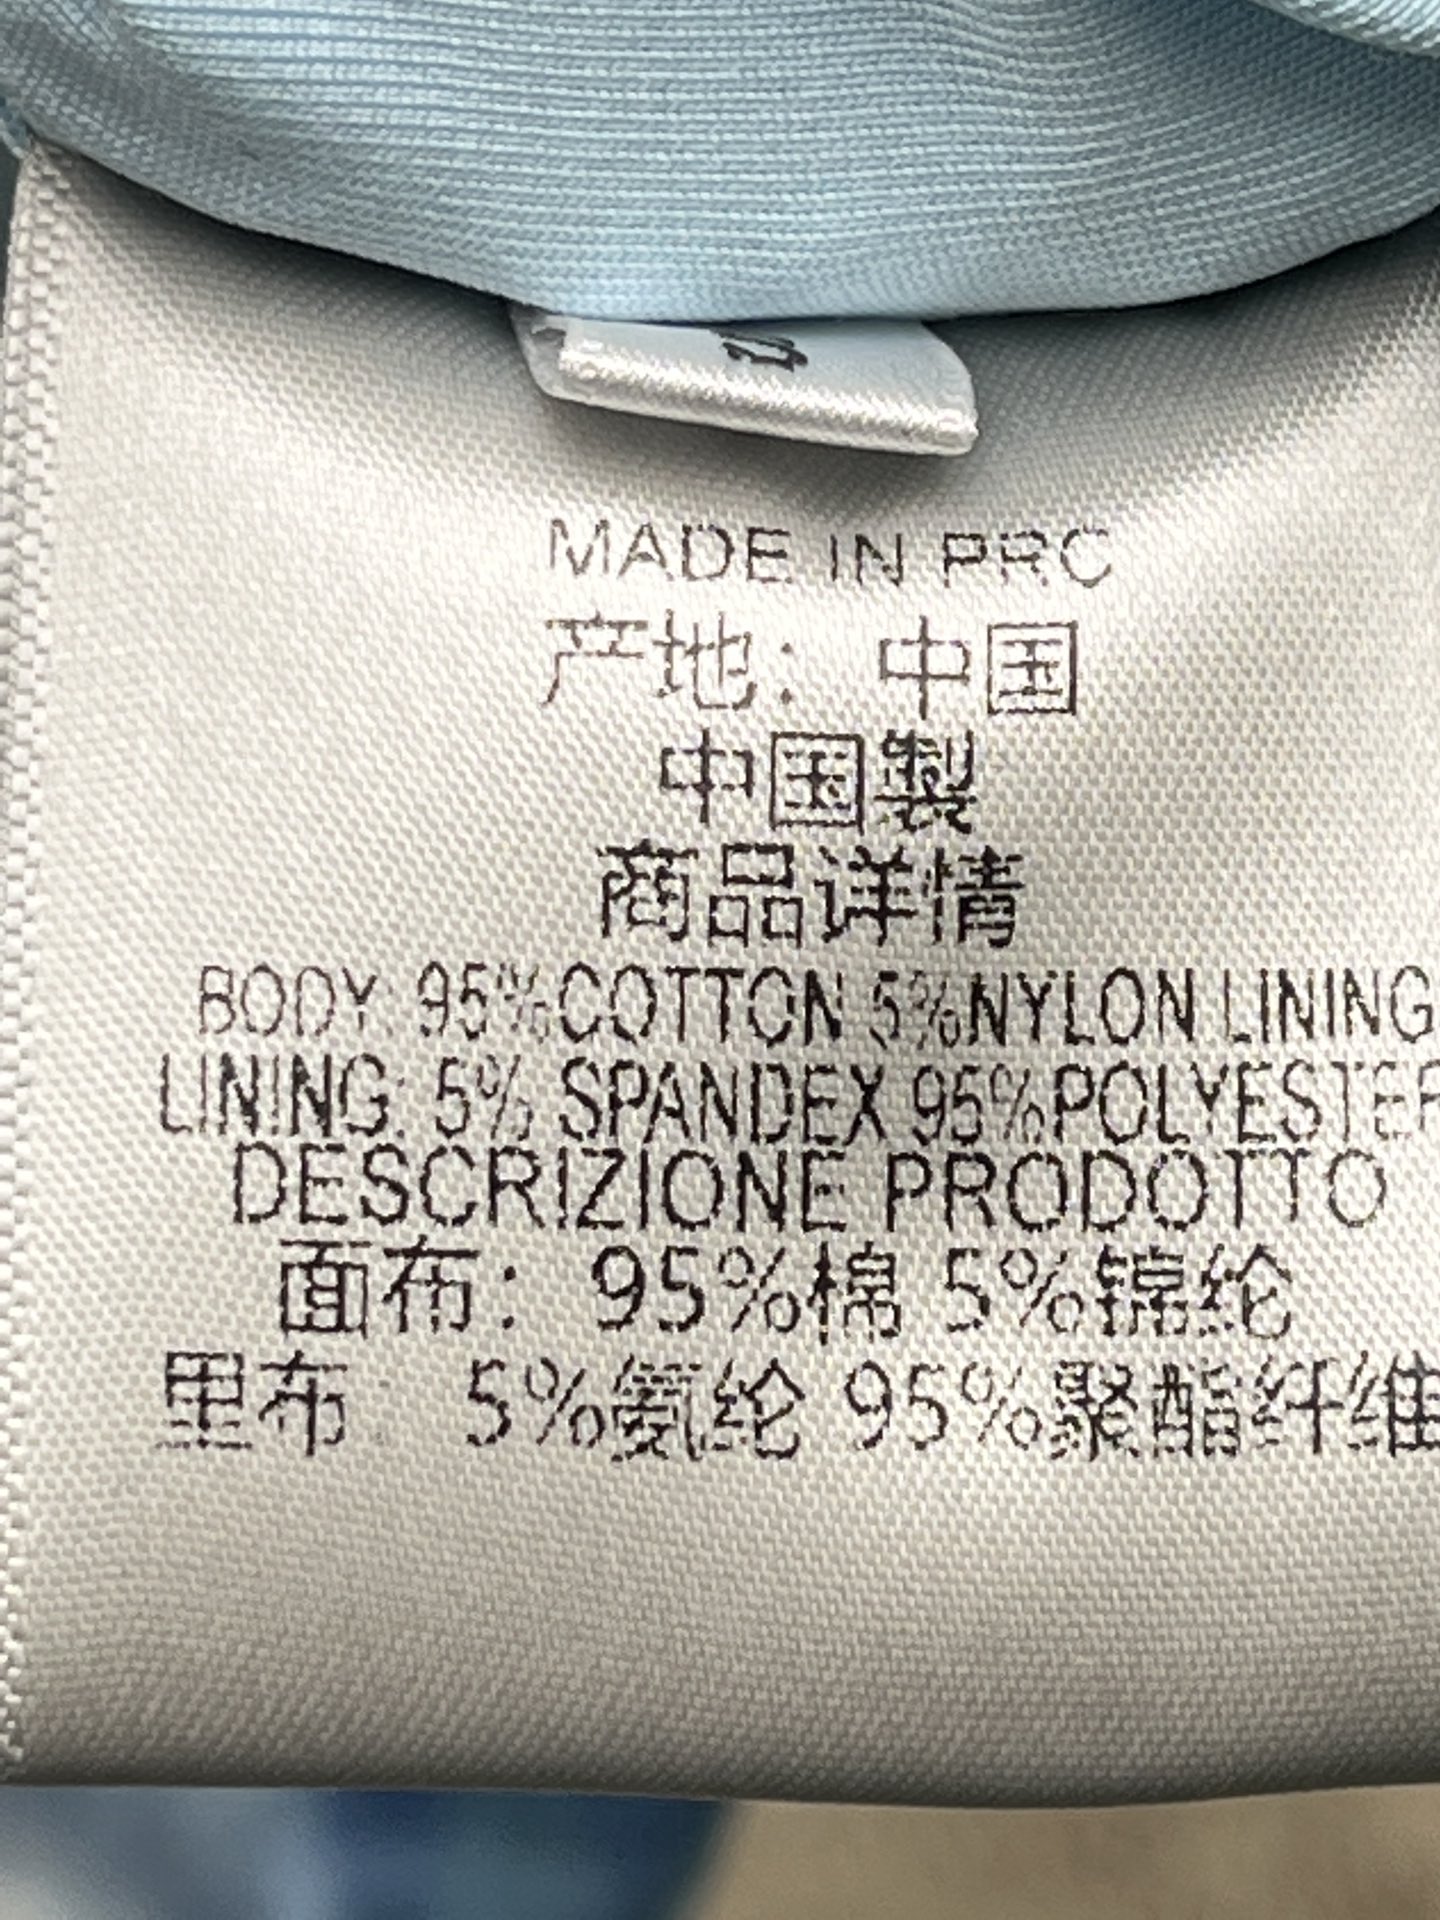 MADE IN PRC
产地: 中国
中国製
商品详情
BODY: 95%COTTON 5%NYLON LINING
LINING: 5% SPANDEX 95%POLYESTER
DESCRIZIONE PRODOTTO
面布: 95%棉 5%锦纶
里布 5%氨纶 95%聚酯纤维